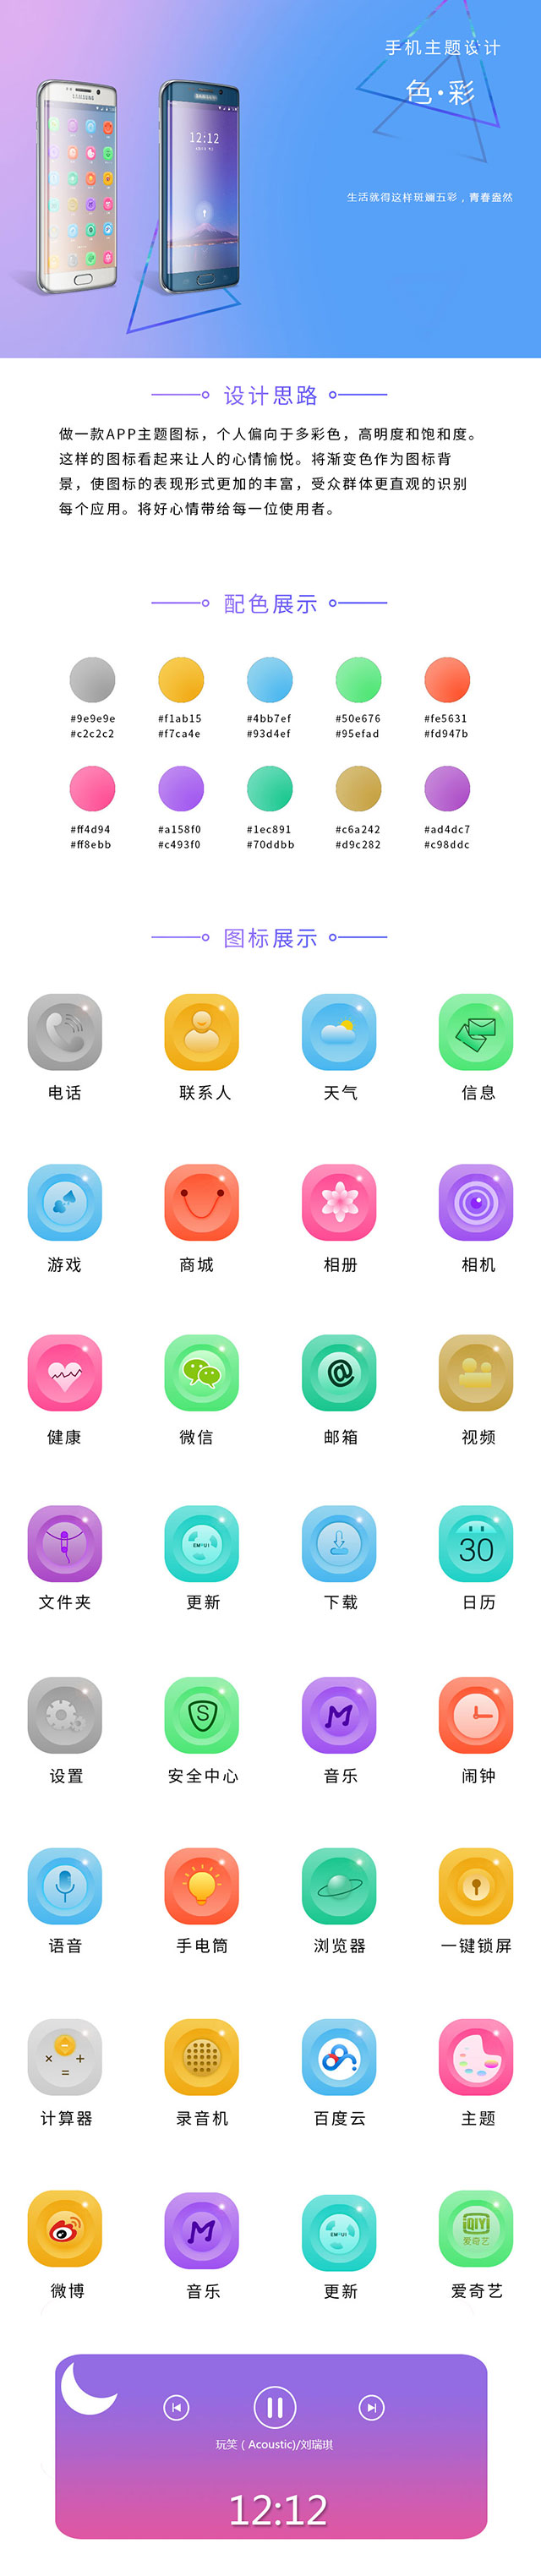 手机主题设计
色·彩
SAMSUNG
12:12
生活就得这样斑斓五彩，青春盎然
设计思路
做一款APP主题图标，个人偏向于多彩色，高明度和饱和度。
这样的图标看起来让人的心情愉悦。将渐变色作为图标背
景，使图标的表现形式更加的丰富，受众群体更直观的识别
每个应用。将好心情带给每一位使用者。
配色展示
#9e9e9e #f1ab15 #4bb7ef #50e676 #fe5631
#c2c2c2 #f7ca4e #93d4ef #95efad #fd947b
#ff4d94 #a158f0 #1ec891 #c6a242 #ad4dc7
#ff8ebb #c493f0 #70ddbb #d9c282 #c98ddc
图标展示
电话 联系人 天气 信息
游戏 商城 相册 相机
@
健康 微信 邮箱 视频
EMUI 30
文件夹 更新 下载 日历
S
设置 安全中心 音乐 闹钟
语音 手电筒 浏览器 一键锁屏
× − + =
计算器 录音机 百度云 主题
EMUI iQIYI 爱奇艺
微博 音乐 更新 爱奇艺
玩笑（Acoustic)/刘瑞琪
12:12